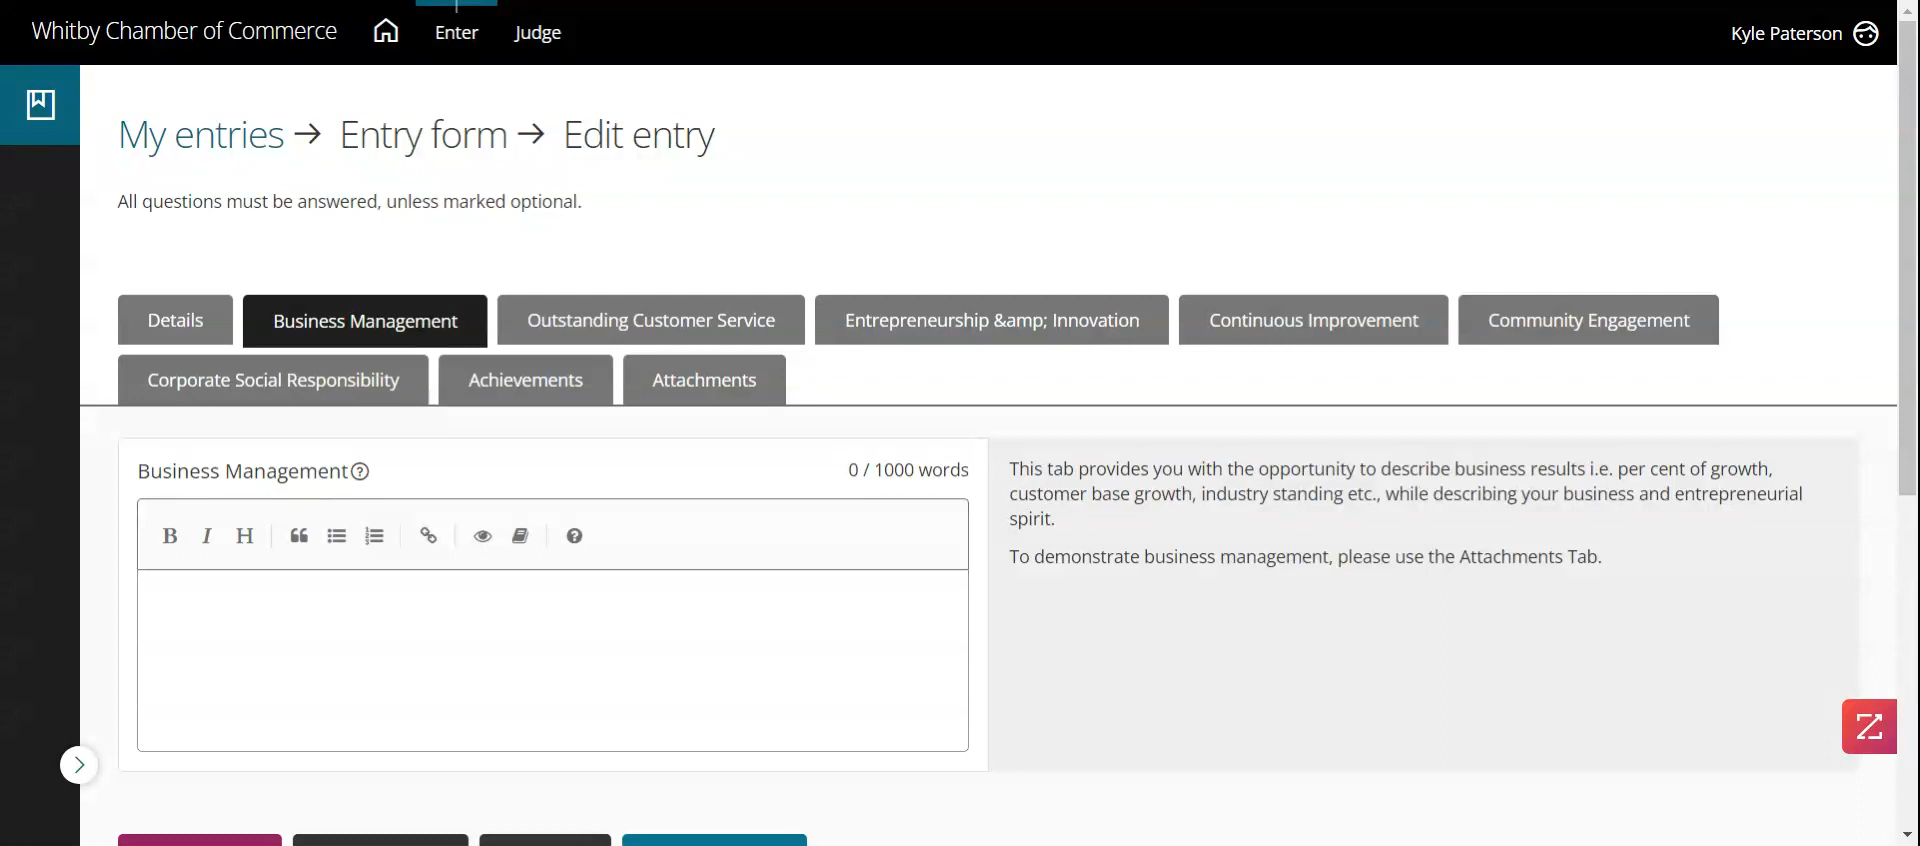 Whitby Chamber of Commerce Enter Judge Kyle Paterson
My entries → Entry form → Edit entry
All questions must be answered, unless marked optional.
Details Business Management Outstanding Customer Service Entrepreneurship &amp; Innovation Continuous Improvement Community Engagement
Corporate Social Responsibility Achievements Attachments
Business Management 0 / 1000 words
B I H
This tab provides you with the opportunity to describe business results i.e. per cent of growth,
customer base growth, industry standing etc., while describing your business and entrepreneurial
spirit.
To demonstrate business management, please use the Attachments Tab.